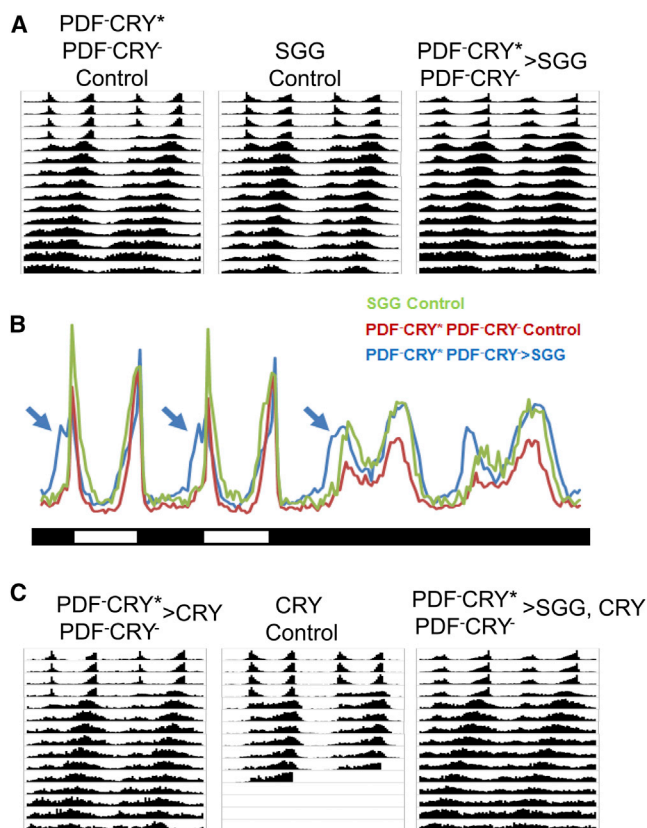 A
PDF-CRY*
PDF-CRY-
Control
SGG
Control
PDF-CRY*
PDF-CRY-
>SGG
B
SGG Control
PDF-CRY* PDF-CRY- Control
PDF-CRY* PDF-CRY->SGG
C
PDF-CRY*
PDF-CRY-
>CRY
CRY
Control
PDF-CRY*
PDF-CRY-
>SGG, CRY